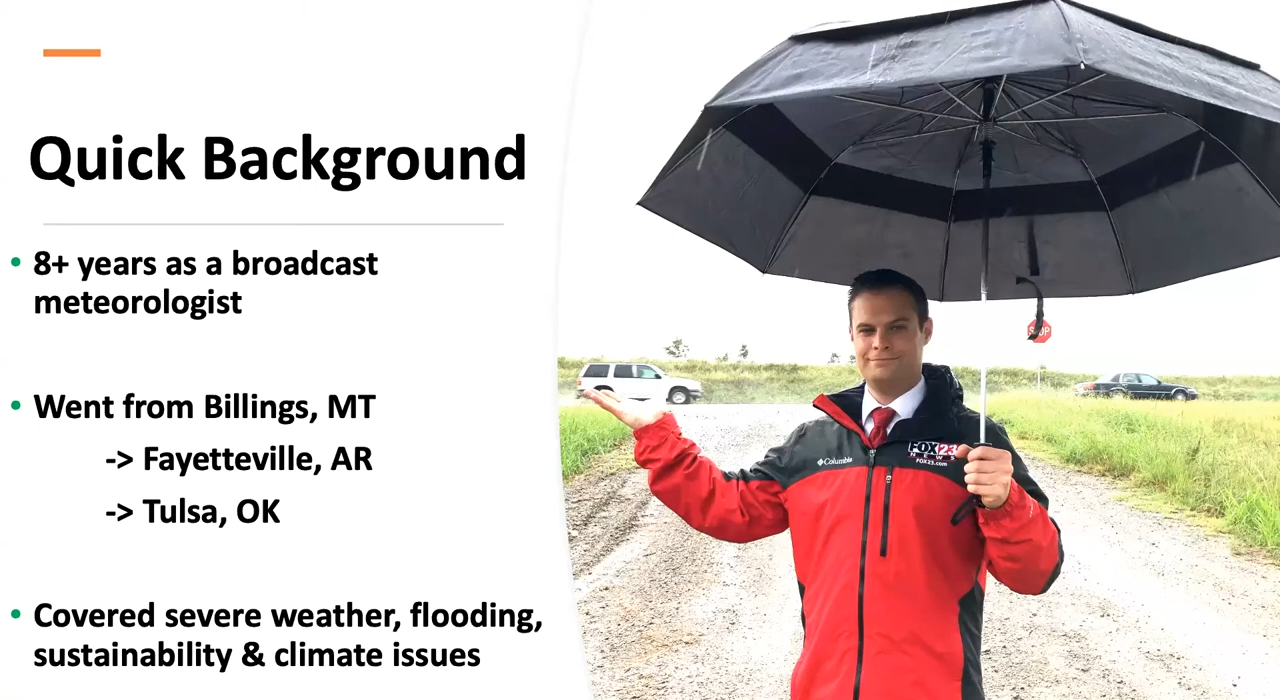 Quick Background
• 8+ years as a broadcast
meteorologist
• Went from Billings, MT
-> Fayetteville, AR
-> Tulsa, OK
• Covered severe weather, flooding,
sustainability & climate issues
STOP
Columbia
FOX23
NEWS
FOX23.com